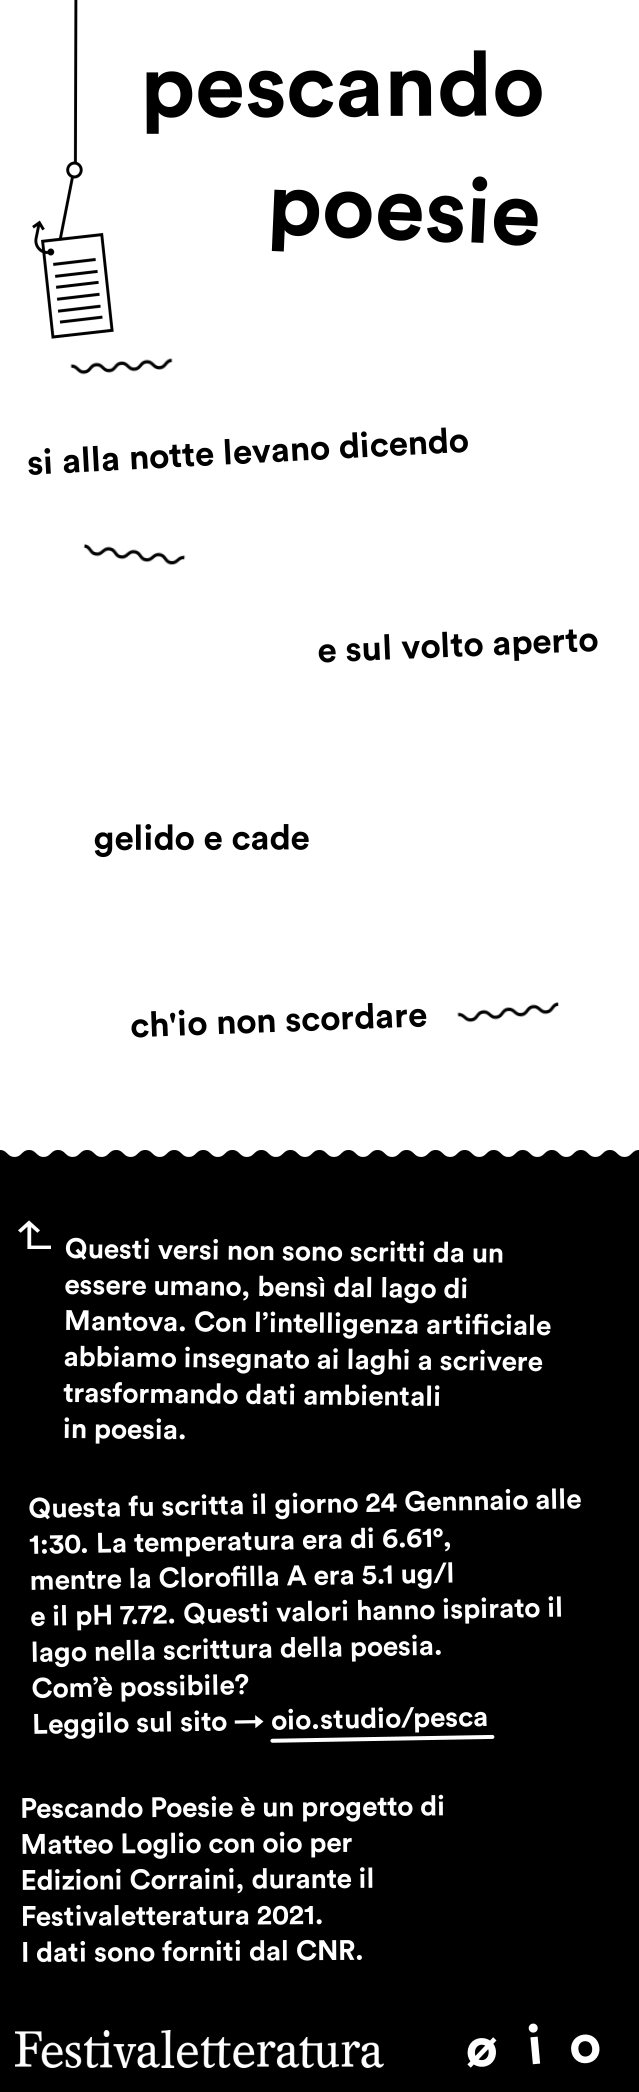 pescando
poesie
si alla notte levano dicendo
e sul volto aperto
gelido e cade
ch'io non scordare
Questi versi non sono scritti da un
essere umano, bensì dal lago di
Mantova. Con l’intelligenza artificiale
abbiamo insegnato ai laghi a scrivere
trasformando dati ambientali
in poesia.
Questa fu scritta il giorno 24 Gennnaio alle
1:30. La temperatura era di 6.61°,
mentre la Clorofilla A era 5.1 ug/l
e il pH 7.72. Questi valori hanno ispirato il
lago nella scrittura della poesia.
Com’è possibile?
Leggilo sul sito → oio.studio/pesca
Pescando Poesie è un progetto di
Matteo Loglio con oio per
Edizioni Corraini, durante il
Festivaletteratura 2021.
I dati sono forniti dal CNR.
Festivaletteratura ø i o